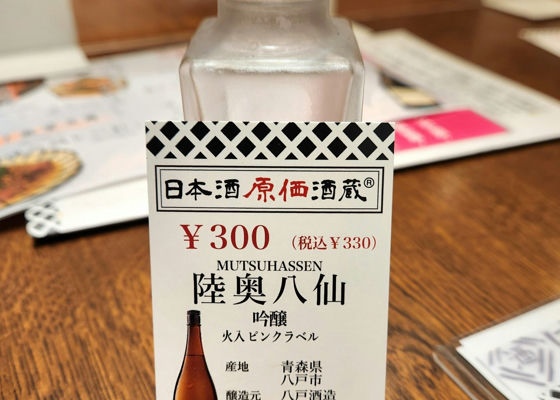 日本酒原価酒蔵®
￥300 (税込￥330)
MUTSUHASSEN
陸奥八仙
吟醸
火入ピンクラベル
産地 青森県
八戸市
醸造元 八戸酒造